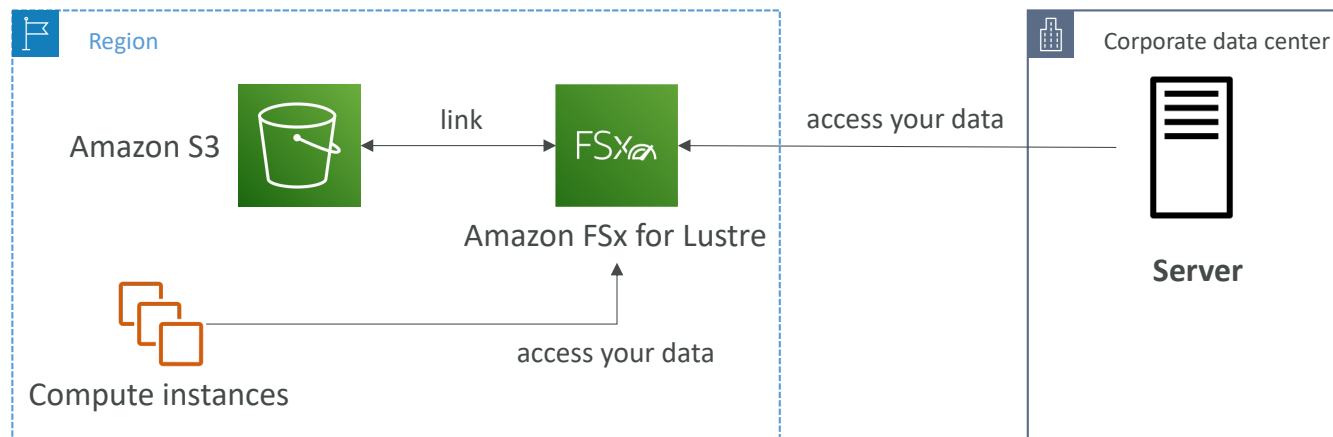 Region
Corporate data center
Amazon S3
link
FSx
access your data
Amazon FSx for Lustre
Server
access your data
Compute instances